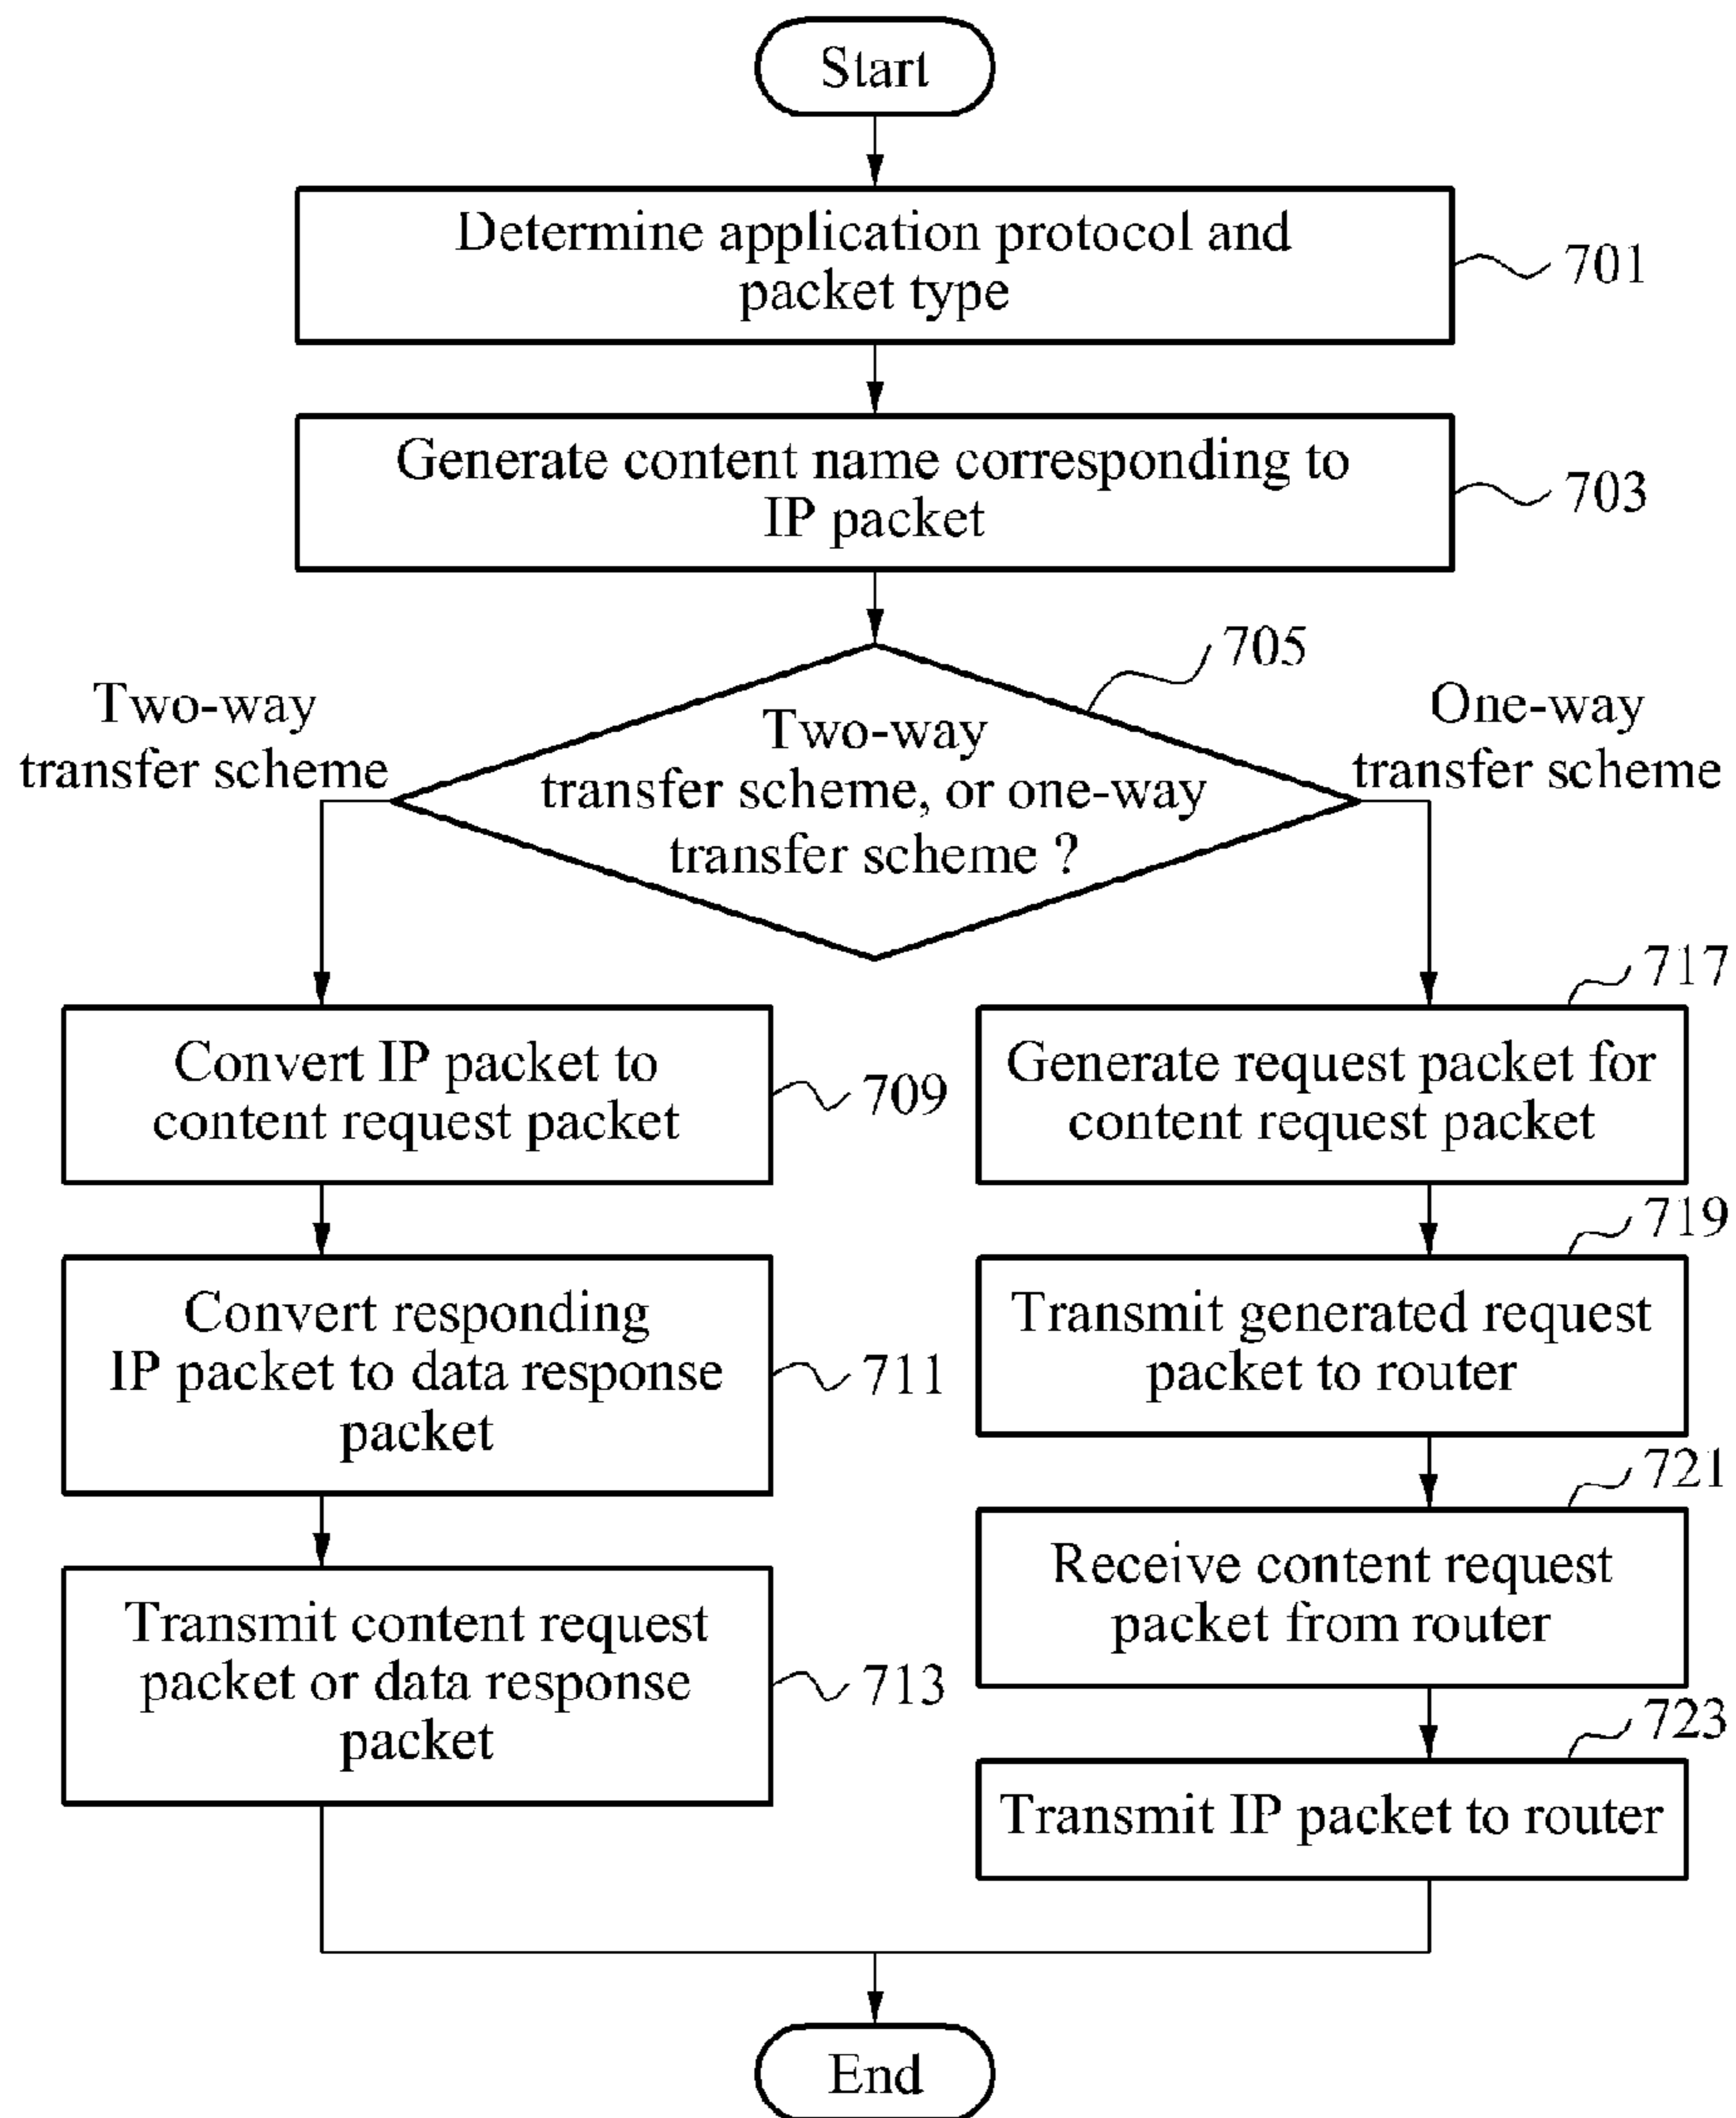 Start
Determine application protocol and
packet type
701
Generate content name corresponding to
IP packet
703
705
Two-way
transfer scheme
Two-way
transfer scheme, or one-way
transfer scheme ?
One-way
transfer scheme
Convert IP packet to
content request packet
709
Convert responding
IP packet to data response
packet
711
Transmit content request
packet or data response
packet
713
717
Generate request packet for
content request packet
719
Transmit generated request
packet to router
721
Receive content request
packet from router
723
Transmit IP packet to router
End